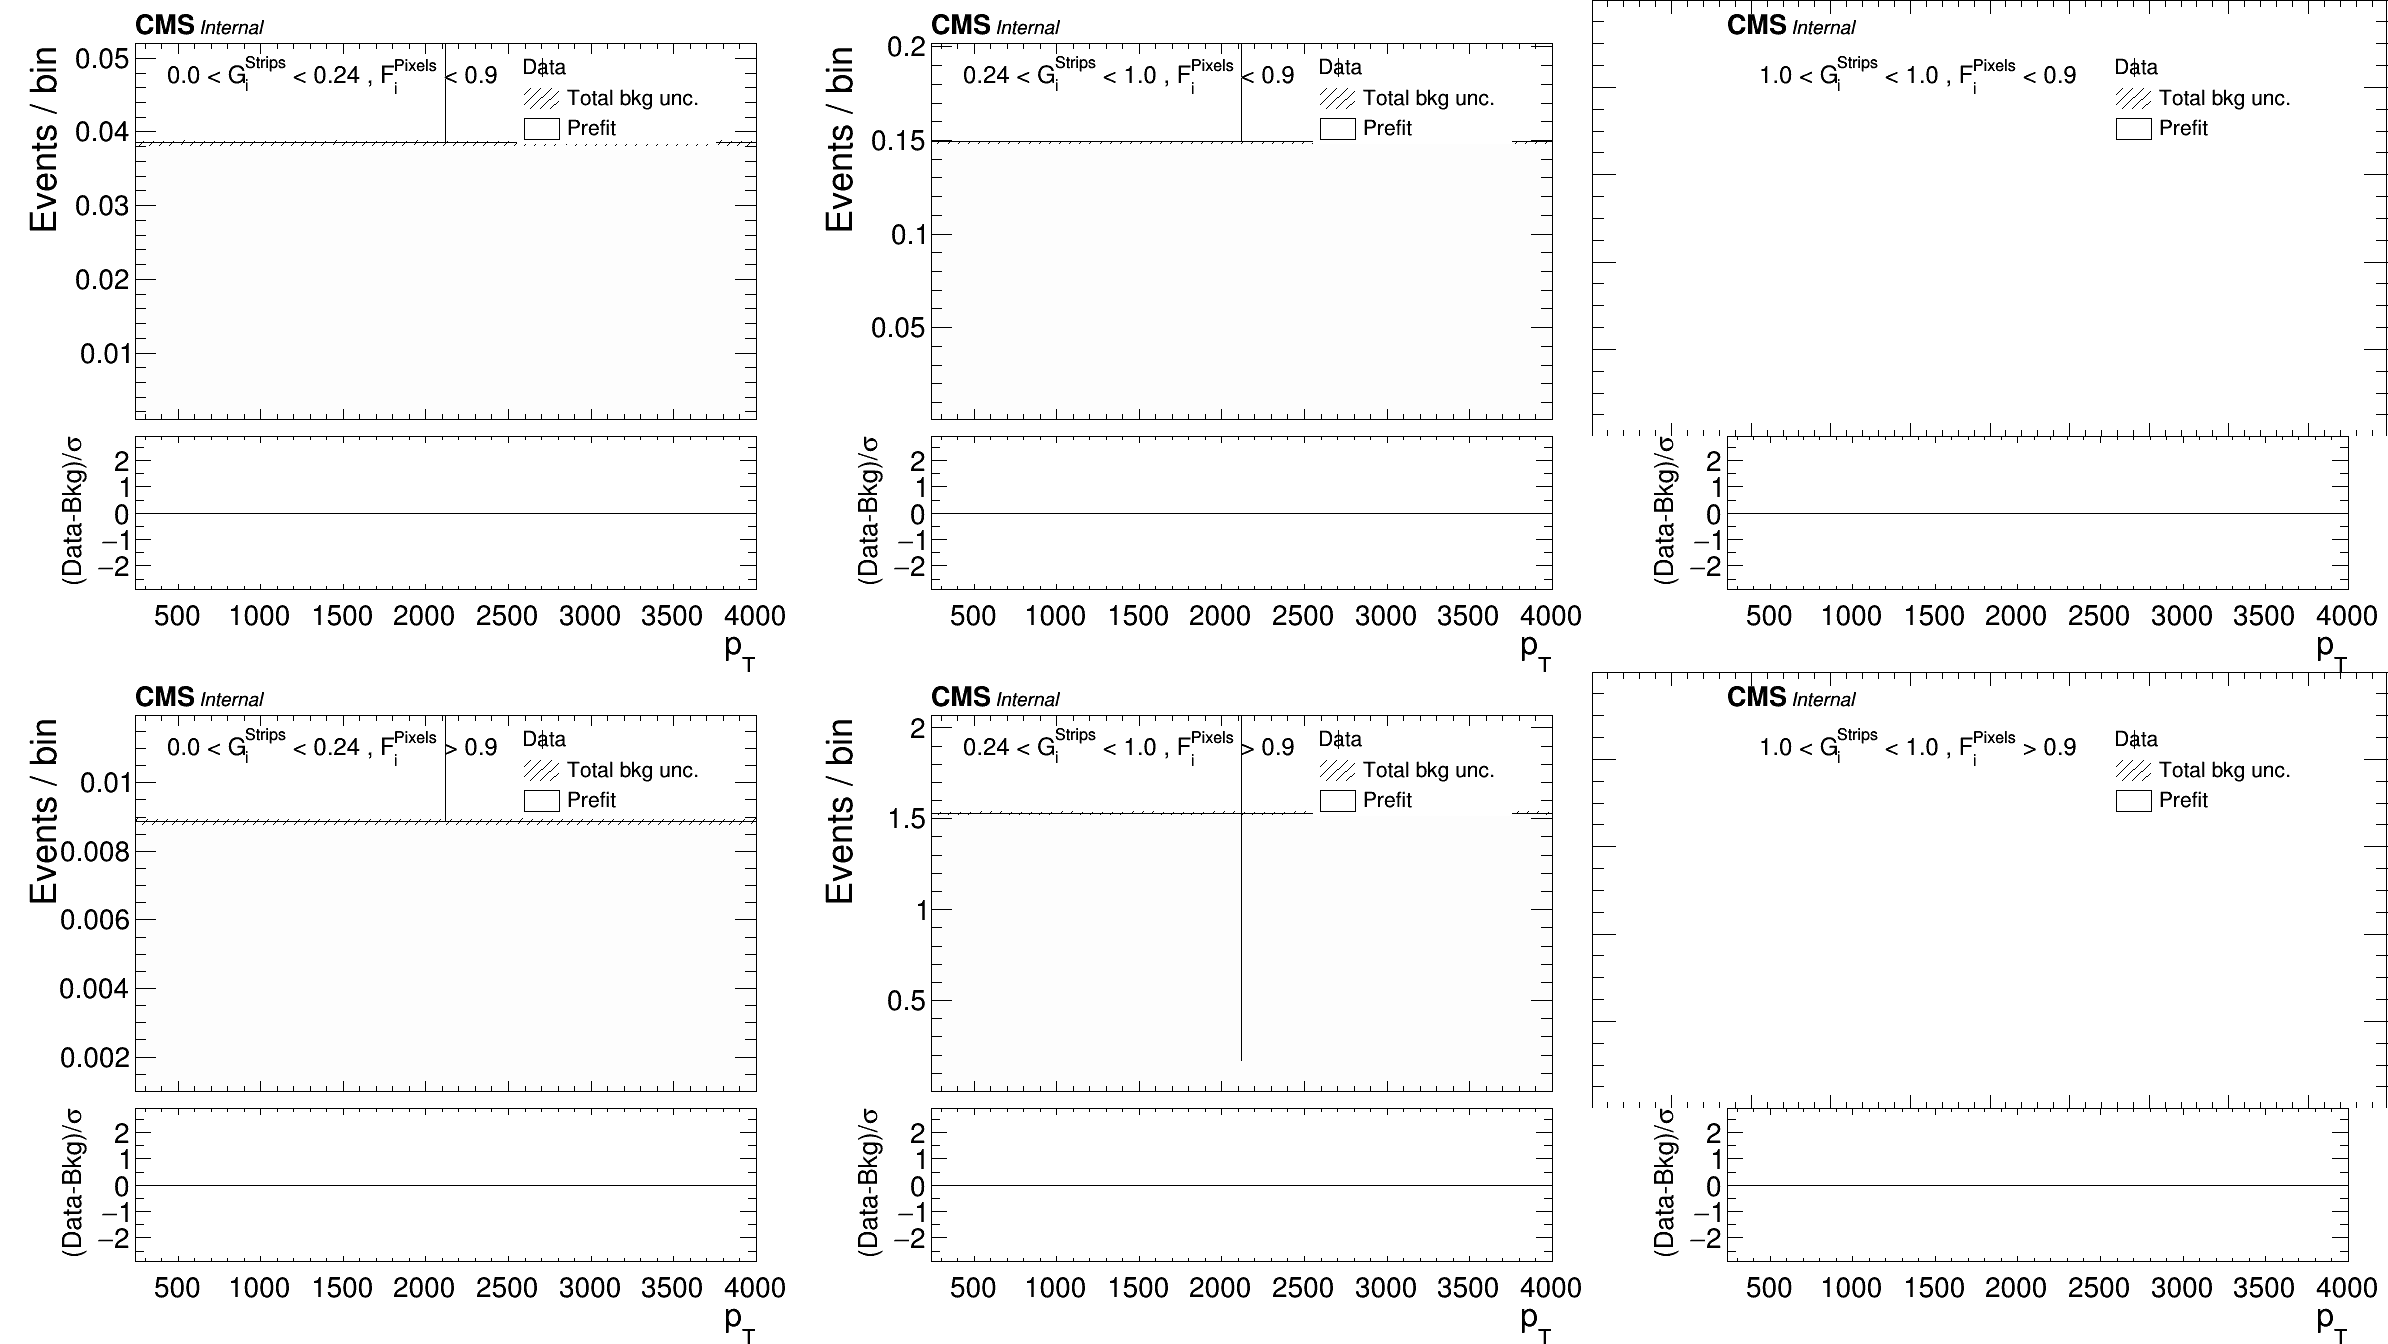 CMS Internal
Events / bin
0.05
0.04
0.03
0.02
0.01
0.0 < G_i^Strips < 0.24 , F_i^Pixels < 0.9
Data
Total bkg unc.
Prefit
(Data-Bkg)/σ
2
1
0
−1
−2
500 1000 1500 2000 2500 3000 3500 4000
p_T
CMS Internal
Events / bin
0.2
0.15
0.1
0.05
0.24 < G_i^Strips < 1.0 , F_i^Pixels < 0.9
Data
Total bkg unc.
Prefit
(Data-Bkg)/σ
2
1
0
−1
−2
500 1000 1500 2000 2500 3000 3500 4000
p_T
CMS Internal
1.0 < G_i^Strips < 1.0 , F_i^Pixels < 0.9
Data
Total bkg unc.
Prefit
(Data-Bkg)/σ
2
1
0
−1
−2
500 1000 1500 2000 2500 3000 3500 4000
p_T
CMS Internal
Events / bin
0.01
0.008
0.006
0.004
0.002
0.0 < G_i^Strips < 0.24 , F_i^Pixels > 0.9
Data
Total bkg unc.
Prefit
(Data-Bkg)/σ
2
1
0
−1
−2
500 1000 1500 2000 2500 3000 3500 4000
p_T
CMS Internal
Events / bin
2
1.5
1
0.5
0.24 < G_i^Strips < 1.0 , F_i^Pixels > 0.9
Data
Total bkg unc.
Prefit
(Data-Bkg)/σ
2
1
0
−1
−2
500 1000 1500 2000 2500 3000 3500 4000
p_T
CMS Internal
1.0 < G_i^Strips < 1.0 , F_i^Pixels > 0.9
Data
Total bkg unc.
Prefit
(Data-Bkg)/σ
2
1
0
−1
−2
500 1000 1500 2000 2500 3000 3500 4000
p_T